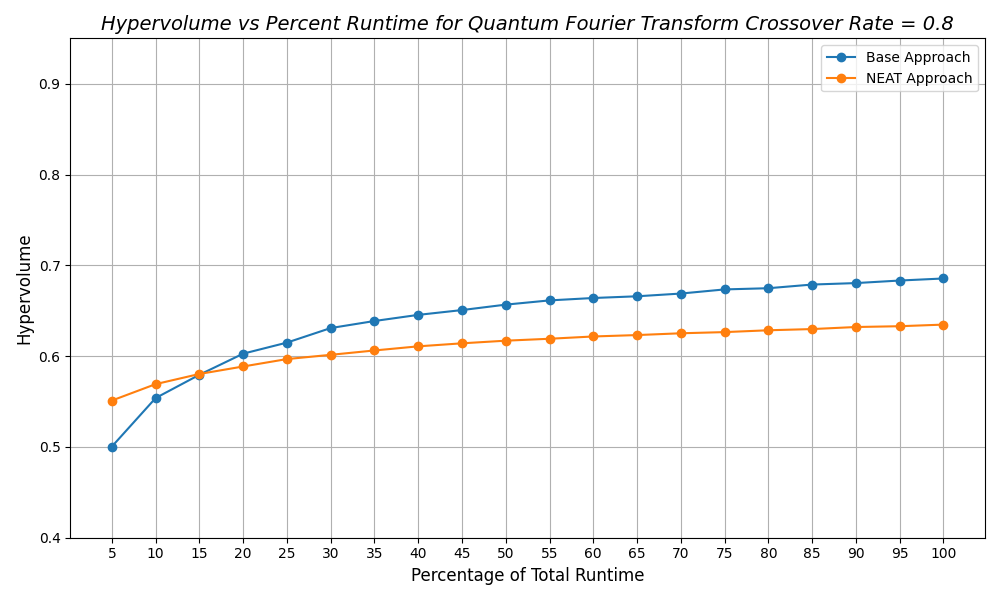 Hypervolume vs Percent Runtime for Quantum Fourier Transform Crossover Rate = 0.8
Base Approach
NEAT Approach
Hypervolume
0.9
0.8
0.7
0.6
0.5
0.4
5 10 15 20 25 30 35 40 45 50 55 60 65 70 75 80 85 90 95 100
Percentage of Total Runtime